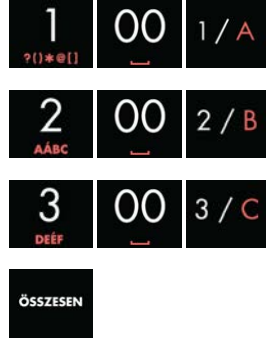 1 00 1 / A
?()*@[] ⎵
2 00 2 / B
AÁBC ⎵
3 00 3 / C
DEÉF ⎵
ÖSSZESEN